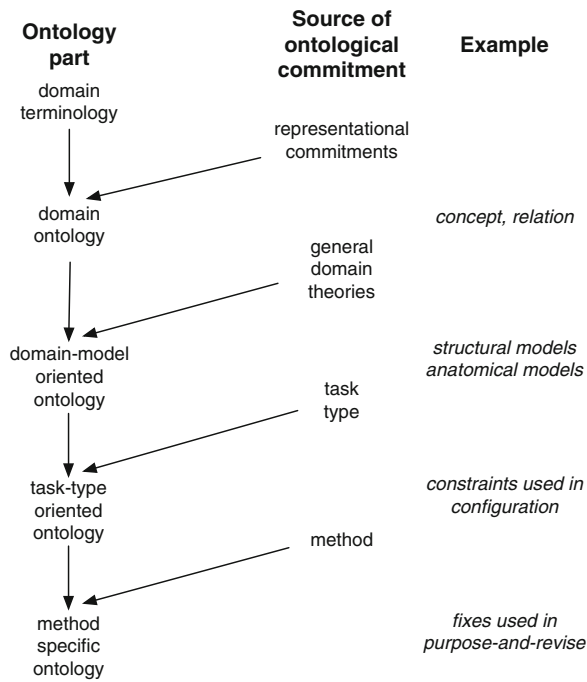 Ontology
part
Source of
ontological
commitment
Example
domain
terminology
representational
commitments
domain
ontology
concept, relation
general
domain
theories
domain-model
oriented
ontology
structural models
anatomical models
task
type
task-type
oriented
ontology
constraints used in
configuration
method
method
specific
ontology
fixes used in
purpose-and-revise